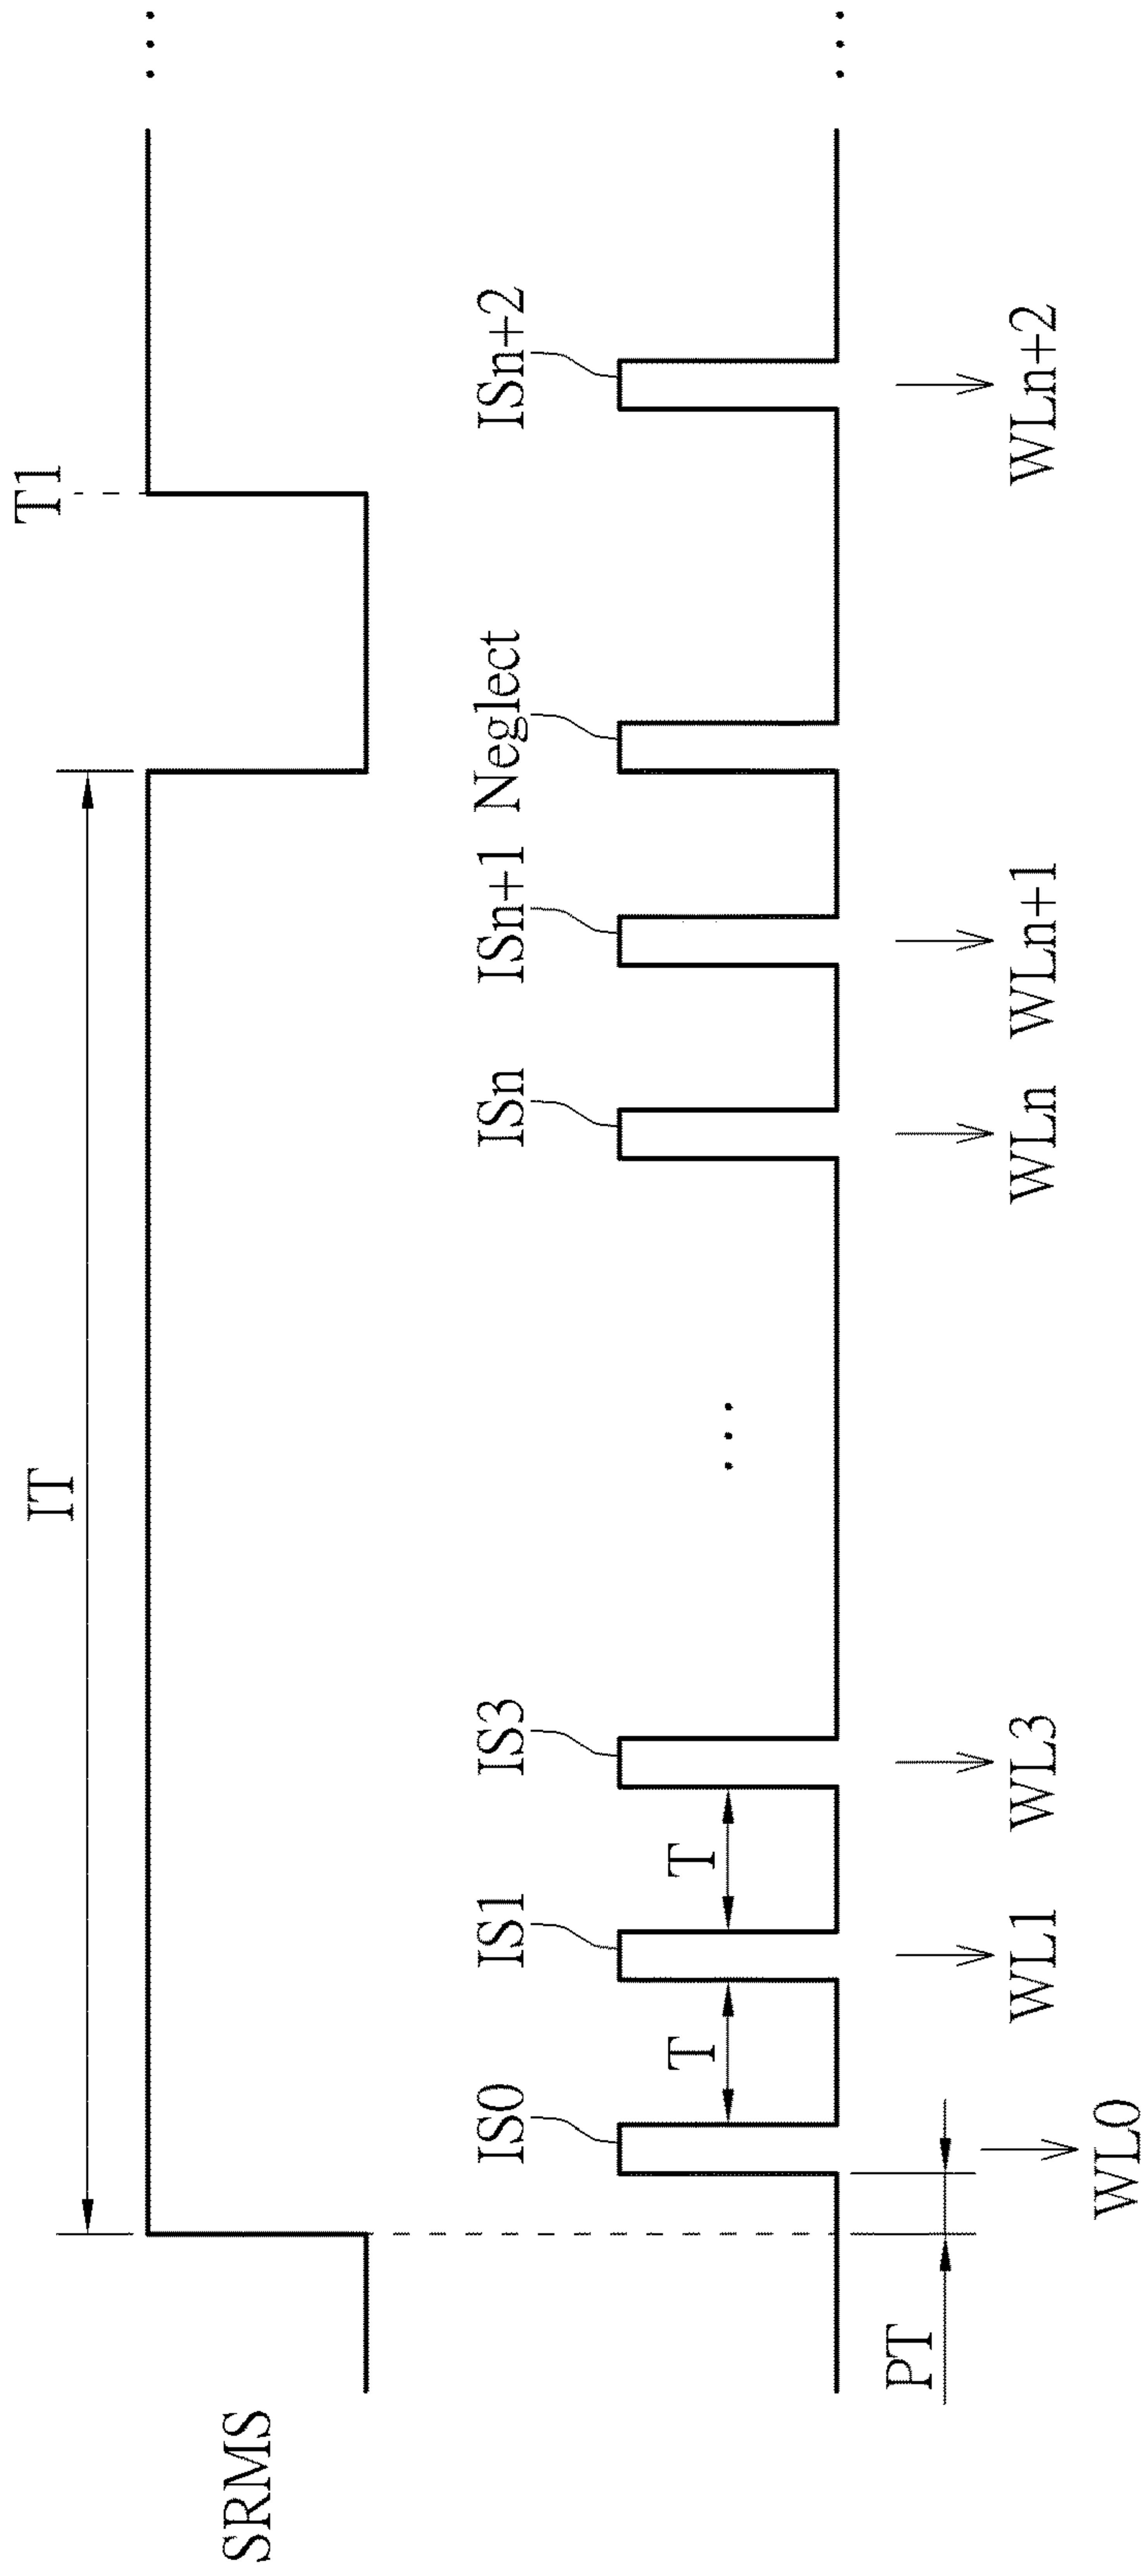 IT
T1
SRMS
IS0
IS1
IS3
ISn
ISn+1
Neglect
ISn+2
T
T
PT
WL0
WL1
WL3
WLn
WLn+1
WLn+2